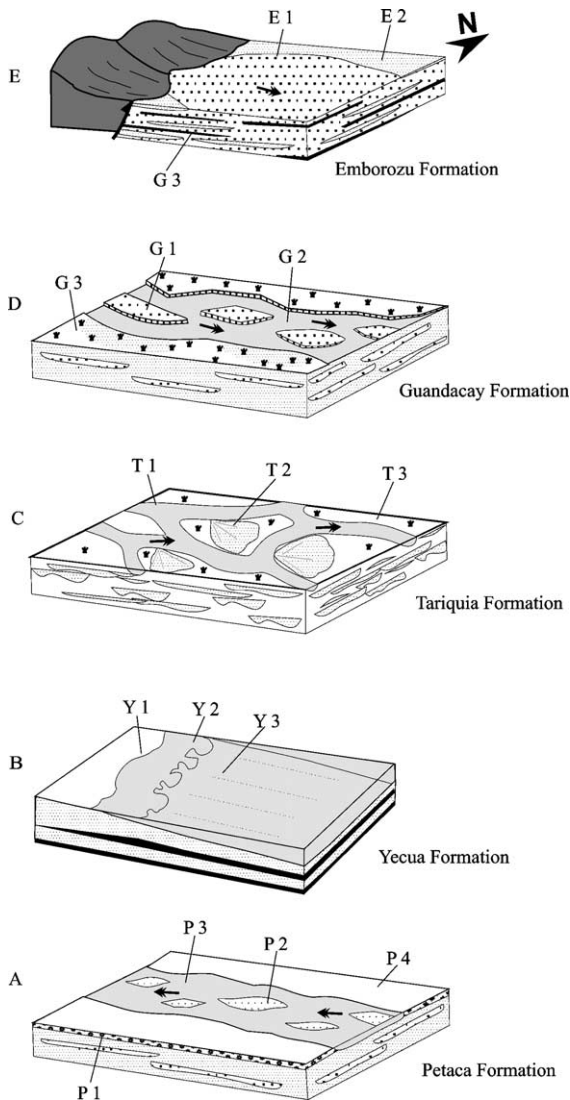 E 1
E 2
N
E
G 3
Emborozu Formation
G 1
G 2
D
G 3
Guandacay Formation
T 1
T 2
T 3
C
Tariquia Formation
Y 1
Y 2
Y 3
B
Yecua Formation
P 3
P 2
P 4
A
P 1
Petaca Formation